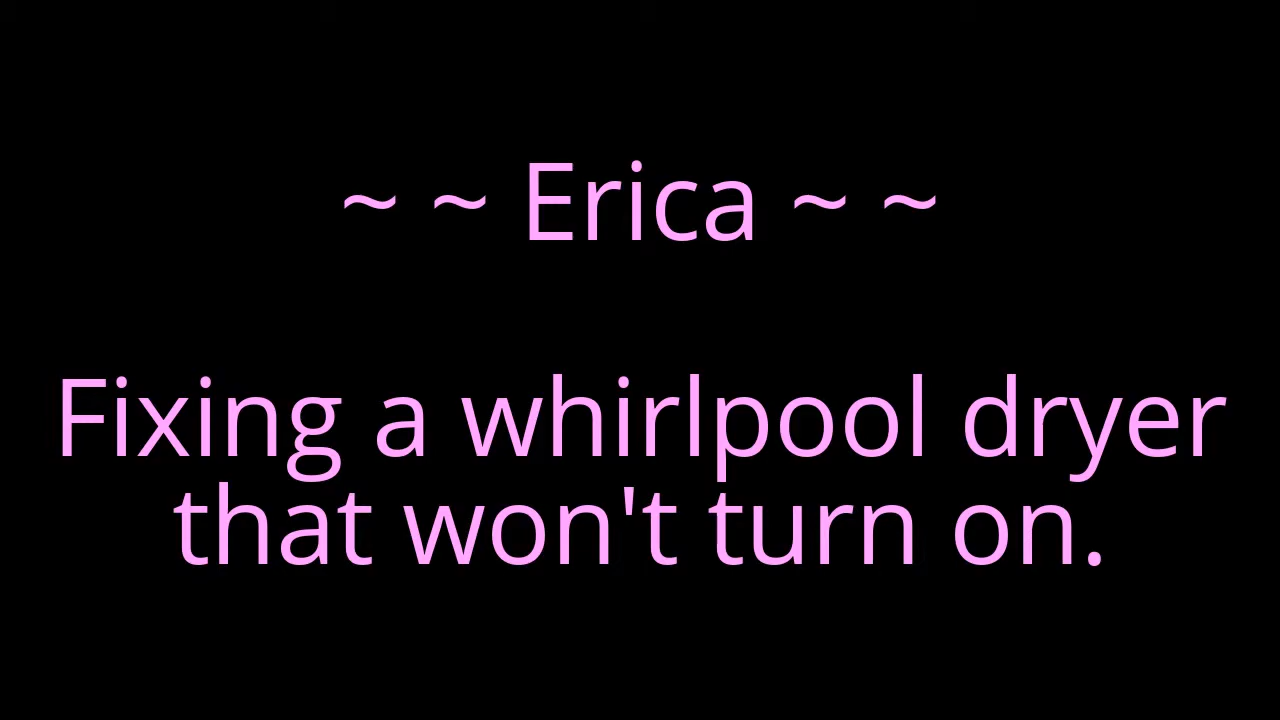 ~ ~ Erica ~ ~
Fixing a whirlpool dryer
that won't turn on.